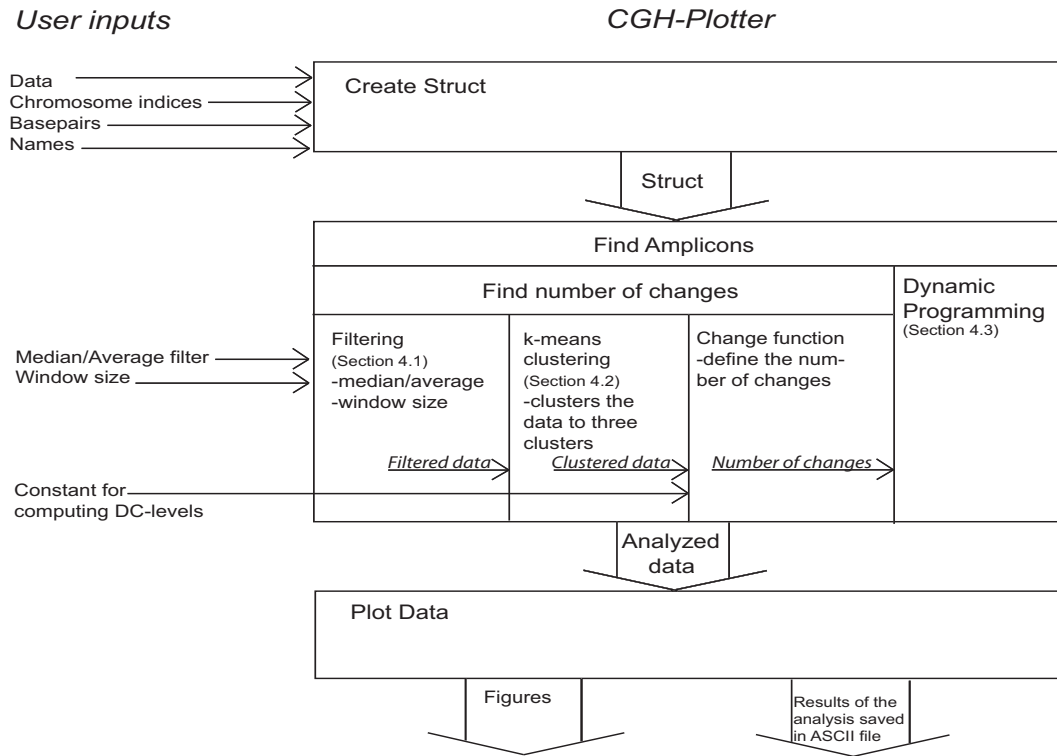 User inputs
CGH-Plotter
Data
Chromosome indices
Basepairs
Names
Create Struct
Struct
Find Amplicons
Find number of changes
Dynamic
Programming
(Section 4.3)
Median/Average filter
Window size
Filtering
(Section 4.1)
-median/average
-window size
k-means
clustering
(Section 4.2)
-clusters the
data to three
clusters
Change function
-define the num-
ber of changes
Filtered data
Clustered data
Number of changes
Constant for
computing DC-levels
Analyzed
data
Plot Data
Figures
Results of the
analysis saved
in ASCII file